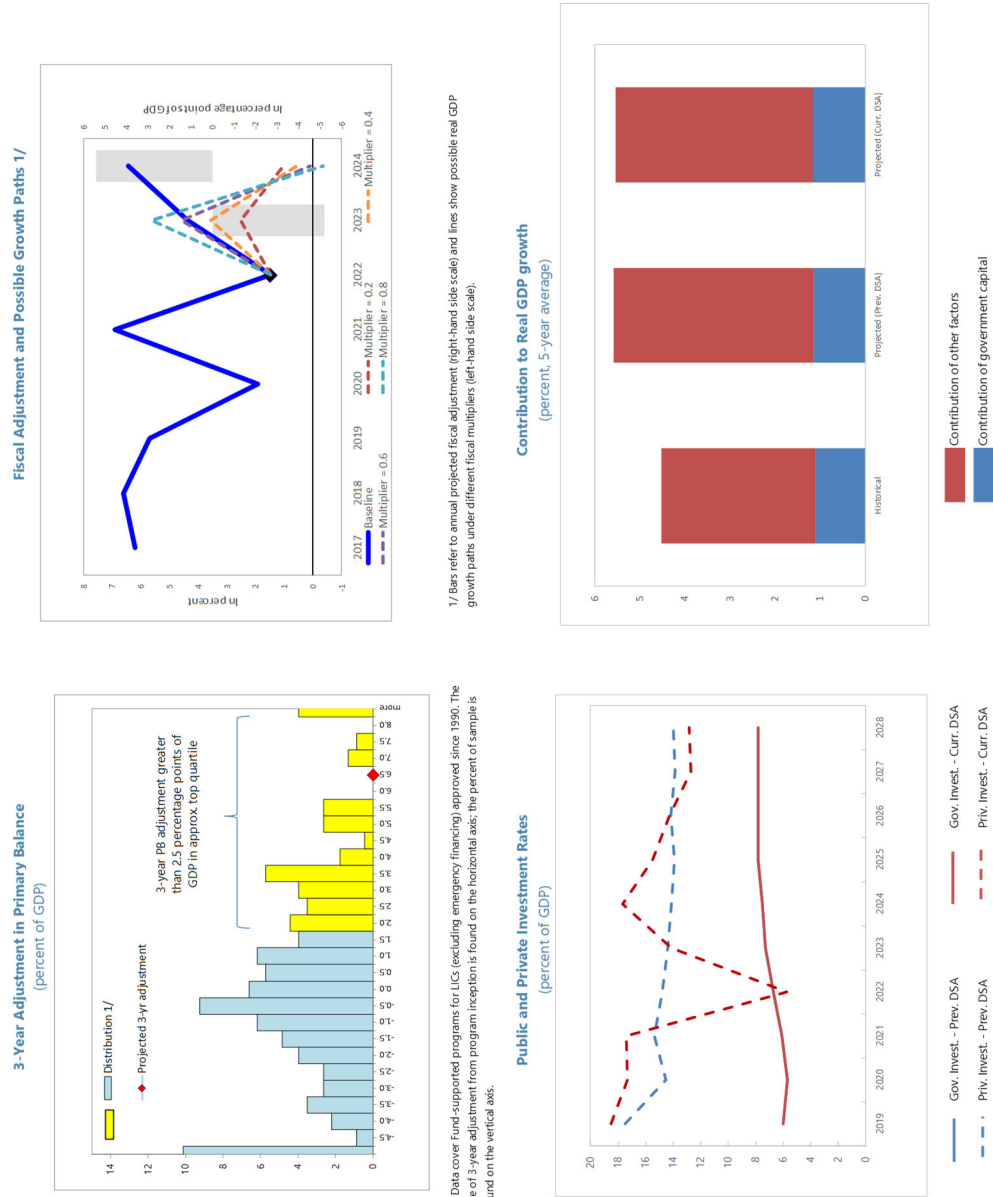 3-Year Adjustment in Primary Balance
(percent of GDP)
14
12
10
8
6
4
2
0
Distribution 1/
Projected 3-yr adjustment
3-year PB adjustment greater
than 2.5 percentage points of
GDP in approx. top quartile
-4.5
-4.0
-3.5
-3.0
-2.5
-2.0
-1.5
-1.0
-0.5
0.0
0.5
1.0
1.5
2.0
2.5
3.0
3.5
4.0
4.5
5.0
5.5
6.0
6.5
7.0
7.5
8.0
more
Data cover Fund-supported programs for LICs (excluding emergency financing) approved since 1990. The
e of 3-year adjustment from program inception is found on the horizontal axis; the percent of sample is
und on the vertical axis.
Fiscal Adjustment and Possible Growth Paths 1/
In percent
8
7
6
5
4
3
2
1
0
-1
In percentage points of GDP
6
5
4
3
2
1
0
-1
-2
-3
-4
-5
-6
2017 2018 2019 2020 2021 2022 2023 2024
Baseline Multiplier = 0.2 Multiplier = 0.4
Multiplier = 0.6 Multiplier = 0.8
1/ Bars refer to annual projected fiscal adjustment (right-hand side scale) and lines show possible real GDP
growth paths under different fiscal multipliers (left-hand side scale).
Public and Private Investment Rates
(percent of GDP)
20
18
16
14
12
10
8
6
4
2
0
2019 2020 2021 2022 2023 2024 2025 2026 2027 2028
Gov. Invest. - Prev. DSA Gov. Invest. - Curr. DSA
Priv. Invest. - Prev. DSA Priv. Invest. - Curr. DSA
Contribution to Real GDP growth
(percent, 5-year average)
6
5
4
3
2
1
0
Historical Projected (Prev. DSA) Projected (Curr. DSA)
Contribution of other factors
Contribution of government capital